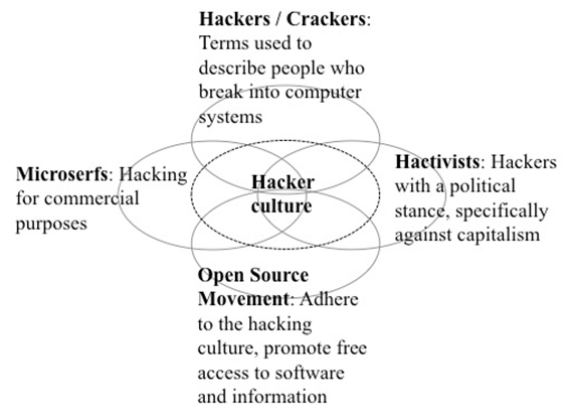 Hackers / Crackers:
Terms used to
describe people who
break into computer
systems
Microserfs: Hacking
for commercial
purposes
Hacker
culture
Hactivists: Hackers
with a political
stance, specifically
against capitalism
Open Source
Movement: Adhere
to the hacking
culture, promote free
access to software
and information